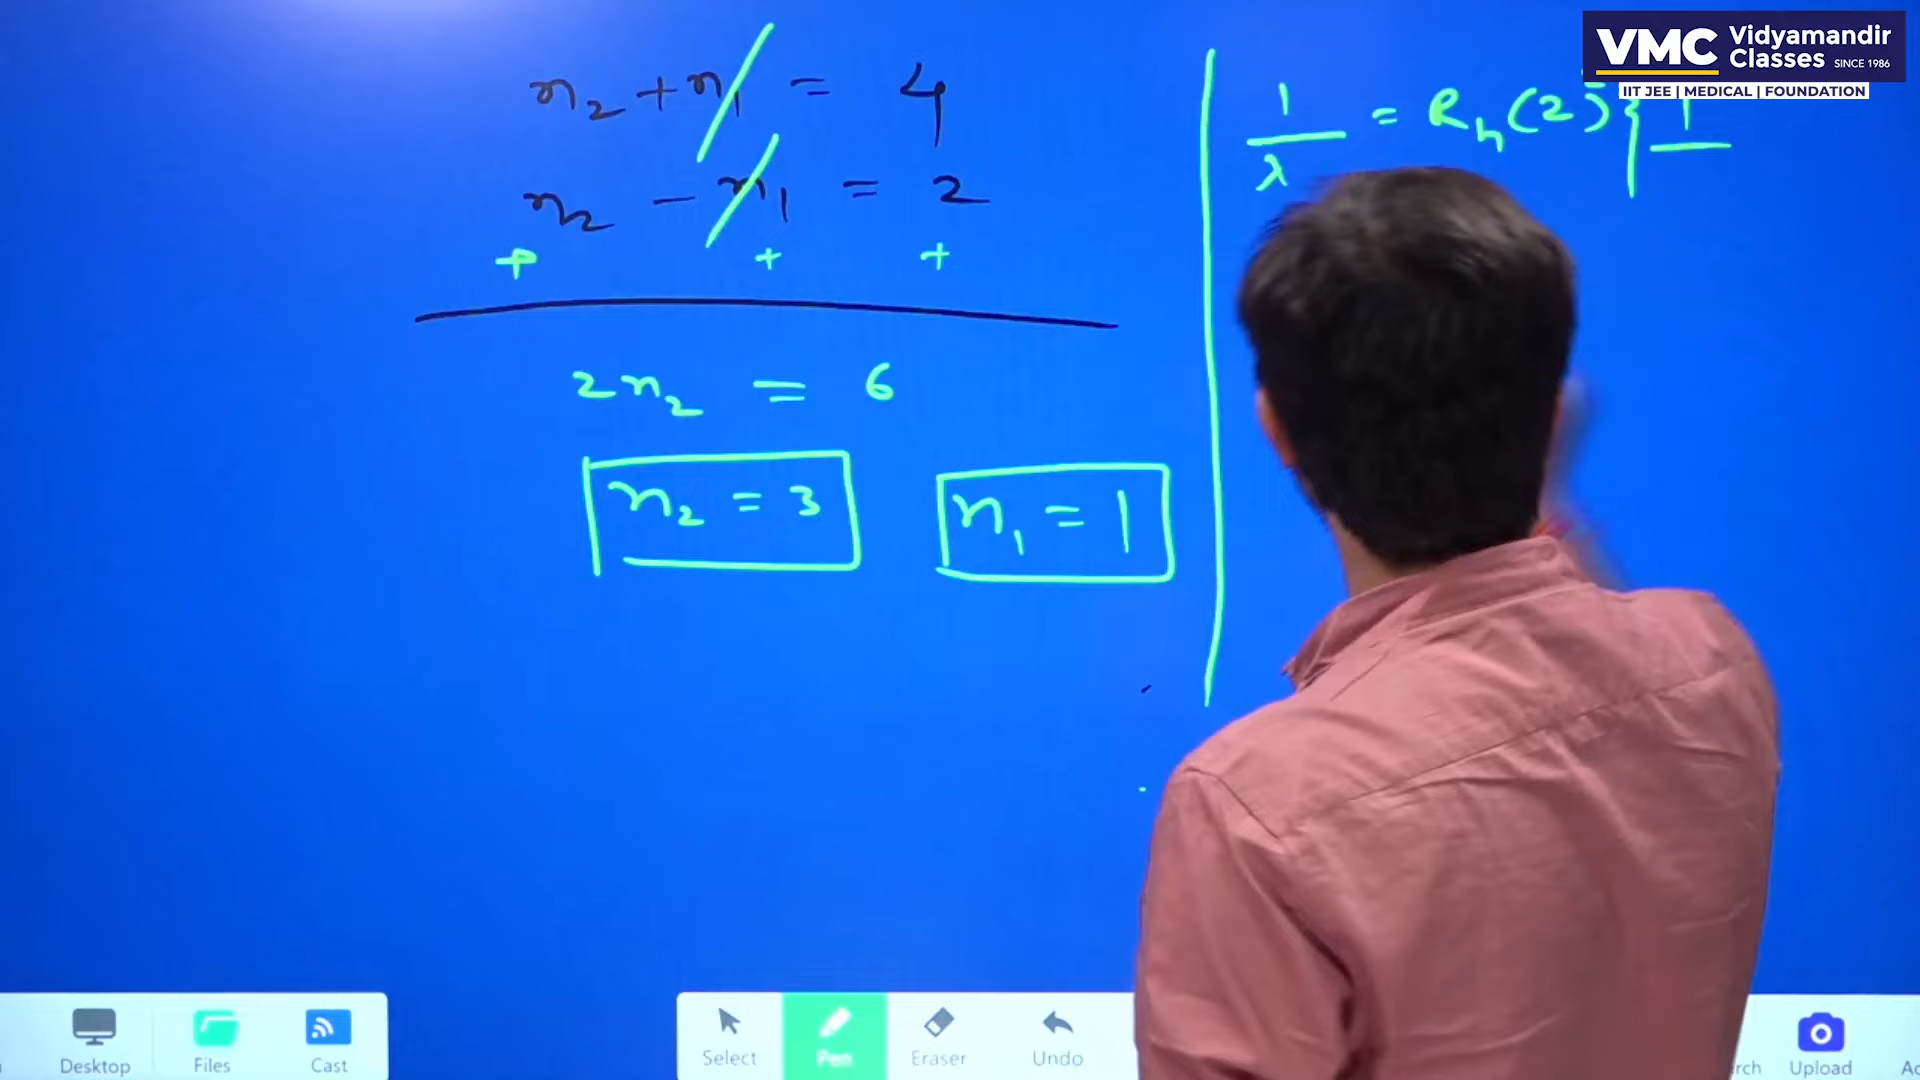 n₂ + n₁ = 4
n₂ - n₁ = 2
+ + +
2n₂ = 6
n₂ = 3
n₁ = 1
1/λ = R_h (2)² { 1
VMC Vidyamandir Classes SINCE 1986
IIT JEE | MEDICAL | FOUNDATION
Desktop Files Cast Select Pen Eraser Undo Upload